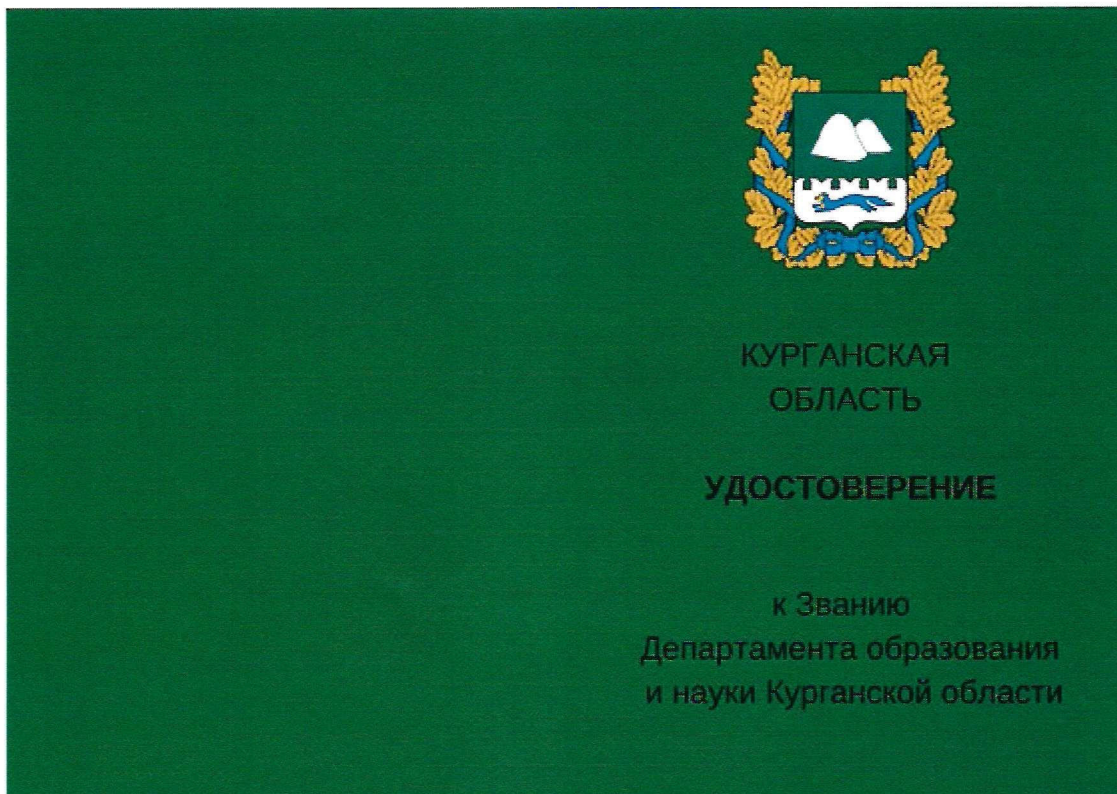 КУРГАНСКАЯ
ОБЛАСТЬ
УДОСТОВЕРЕНИЕ
к Званию
Департамента образования
и науки Курганской области